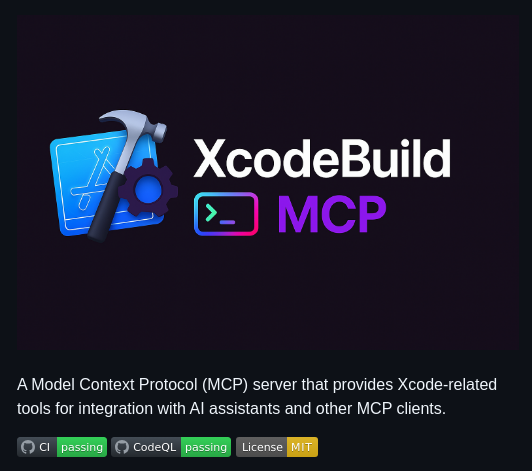 XcodeBuild
>_ MCP
A Model Context Protocol (MCP) server that provides Xcode-related
tools for integration with AI assistants and other MCP clients.
CI passing CodeQL passing License MIT